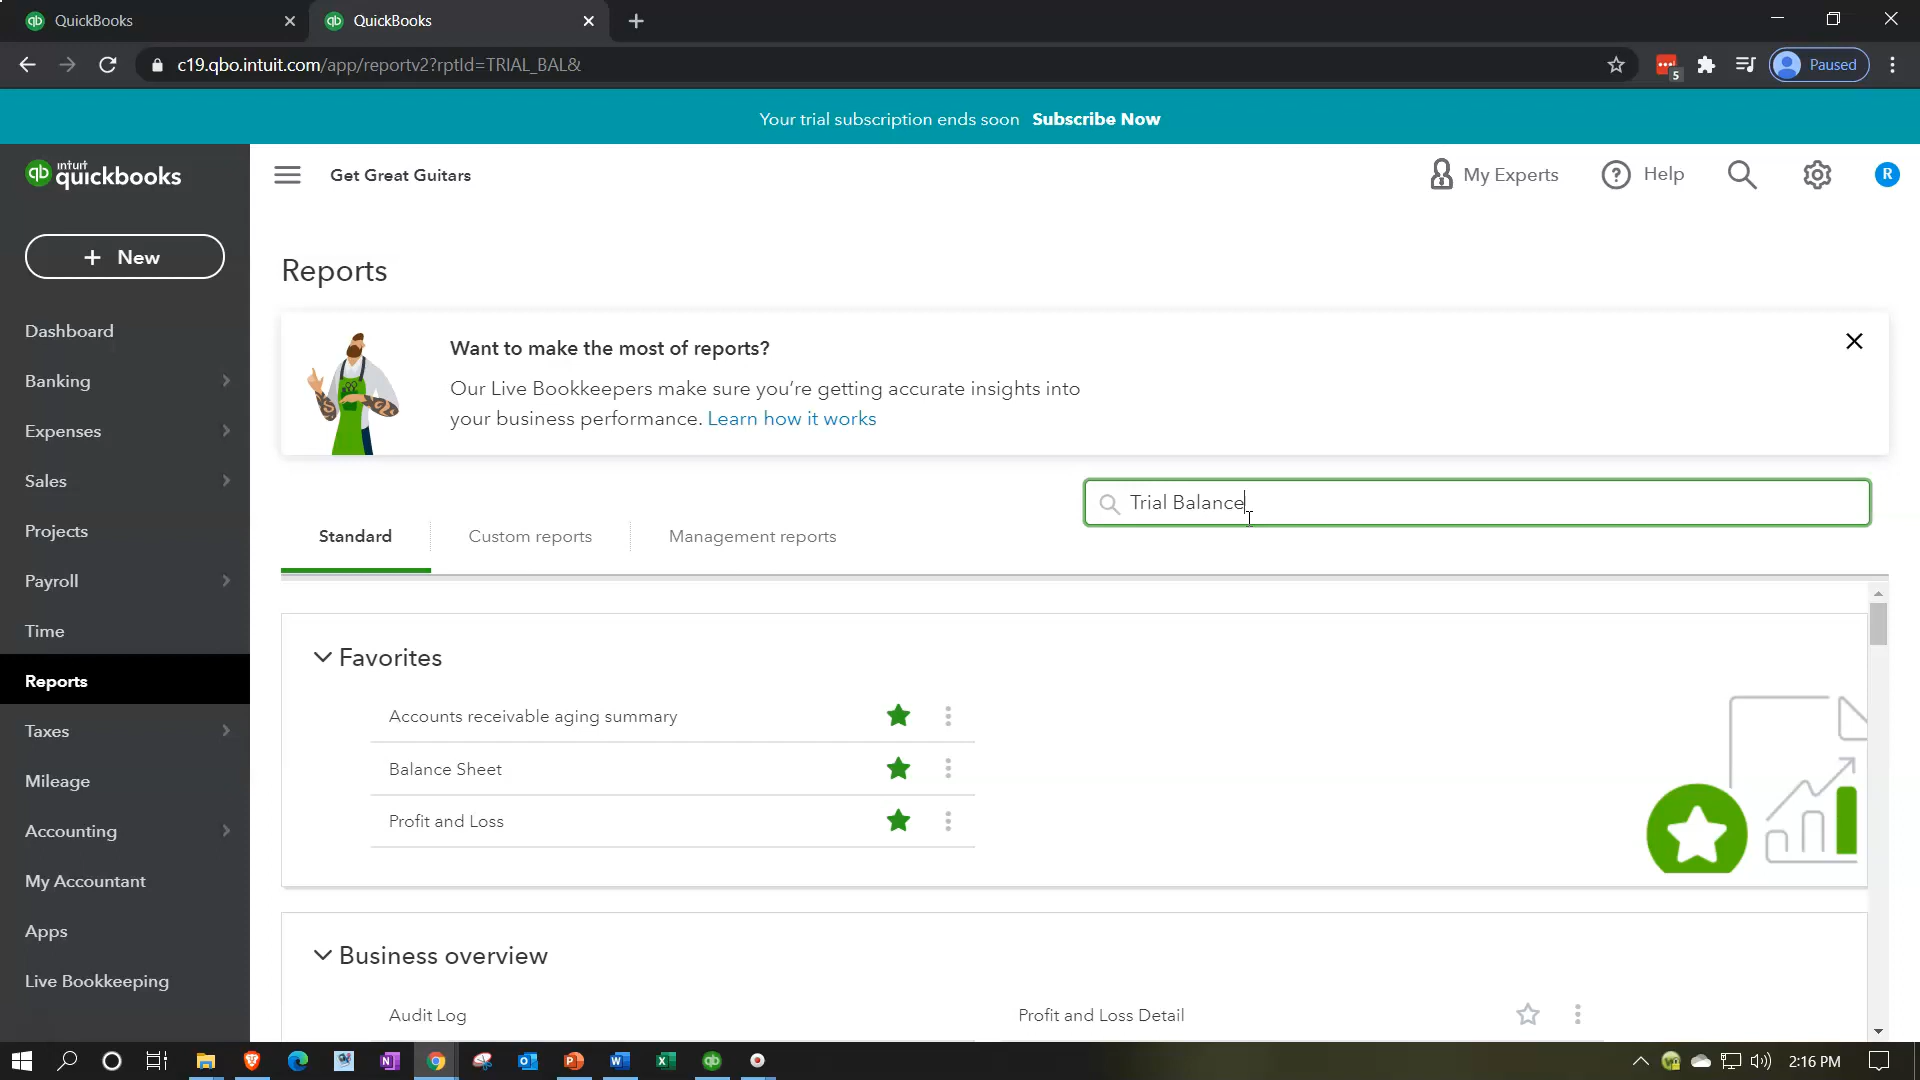 QuickBooks
QuickBooks
c19.qbo.intuit.com/app/reportv2?rptId=TRIAL_BAL&
5
Paused
Your trial subscription ends soon Subscribe Now
intuit
quickbooks
Get Great Guitars
My Experts
Help
R
+ New
Dashboard
Banking
Expenses
Sales
Projects
Payroll
Time
Reports
Taxes
Mileage
Accounting
My Accountant
Apps
Live Bookkeeping
Reports
Want to make the most of reports?
Our Live Bookkeepers make sure you’re getting accurate insights into
your business performance. Learn how it works
Trial Balance
Standard
Custom reports
Management reports
Favorites
Accounts receivable aging summary
Balance Sheet
Profit and Loss
Business overview
Audit Log
Profit and Loss Detail
2:16 PM